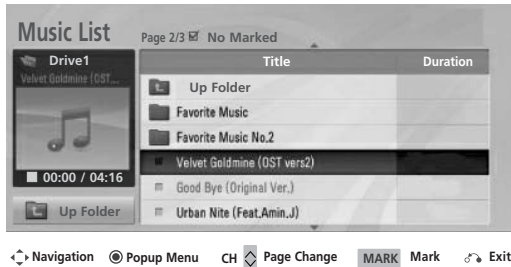 Music List
Page 2/3 No Marked
Drive1
Velvet Goldmine (OST...
00:00 / 04:16
Up Folder
Title Duration
Up Folder
Favorite Music
Favorite Music No.2
Velvet Goldmine (OST vers2)
Good Bye (Original Ver.)
Urban Nite (Feat.Amin.J)
Navigation Popup Menu CH Page Change MARK Mark Exit